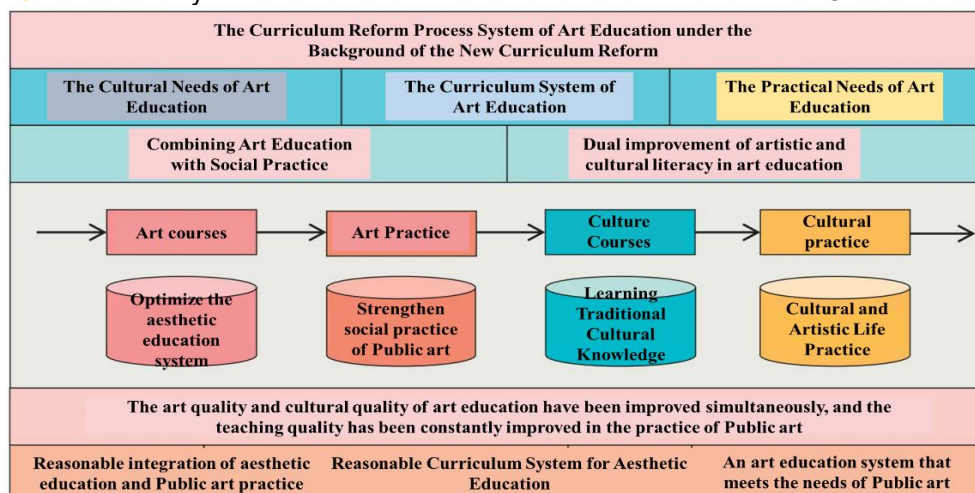 The Curriculum Reform Process System of Art Education under the
Background of the New Curriculum Reform
The Cultural Needs of Art
Education
The Curriculum System of
Art Education
The Practical Needs of Art
Education
Combining Art Education
with Social Practice
Dual improvement of artistic and
cultural literacy in art education
Art courses
Art Practice
Culture
Courses
Cultural
practice
Optimize the
aesthetic
education
system
Strengthen
social practice
of Public art
Learning
Traditional
Cultural
Knowledge
Cultural and
Artistic Life
Practice
The art quality and cultural quality of art education have been improved simultaneously, and the
teaching quality has been constantly improved in the practice of Public art
Reasonable integration of aesthetic
education and Public art practice
Reasonable Curriculum System for Aesthetic
Education
An art education system that
meets the needs of Public art